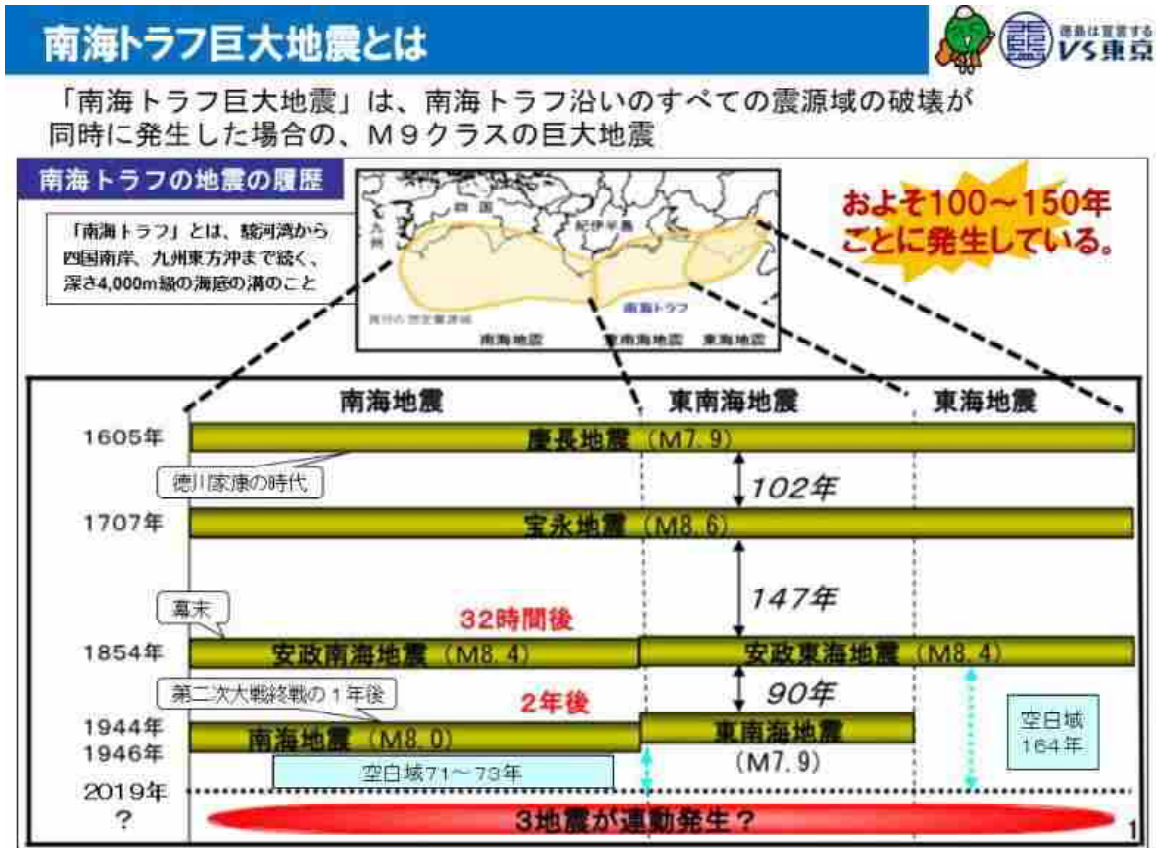 南海トラフ巨大地震とは
徳島は宣言する
VS東京
「南海トラフ巨大地震」は、南海トラフ沿いのすべての震源域の破壊が
同時に発生した場合の、M9クラスの巨大地震
南海トラフの地震の履歴
「南海トラフ」とは、駿河湾から
四国南岸、九州東方沖まで続く、
深さ4,000m級の海底の溝のこと
九州
四国
紀伊半島
南海トラフ
南海地震
東南海地震
東海地震
およそ100~150年
ごとに発生している。
南海地震
東南海地震
東海地震
1605年
慶長地震(M7.9)
徳川家康の時代
102年
1707年
宝永地震(M8.6)
147年
幕末
32時間後
1854年
安政南海地震(M8.4)
安政東海地震(M8.4)
第二次大戦終戦の1年後
2年後
90年
空白域
164年
1944年
1946年
南海地震(M8.0)
東南海地震
(M7.9)
空白域71~73年
2019年
?
3地震が連動発生?
1